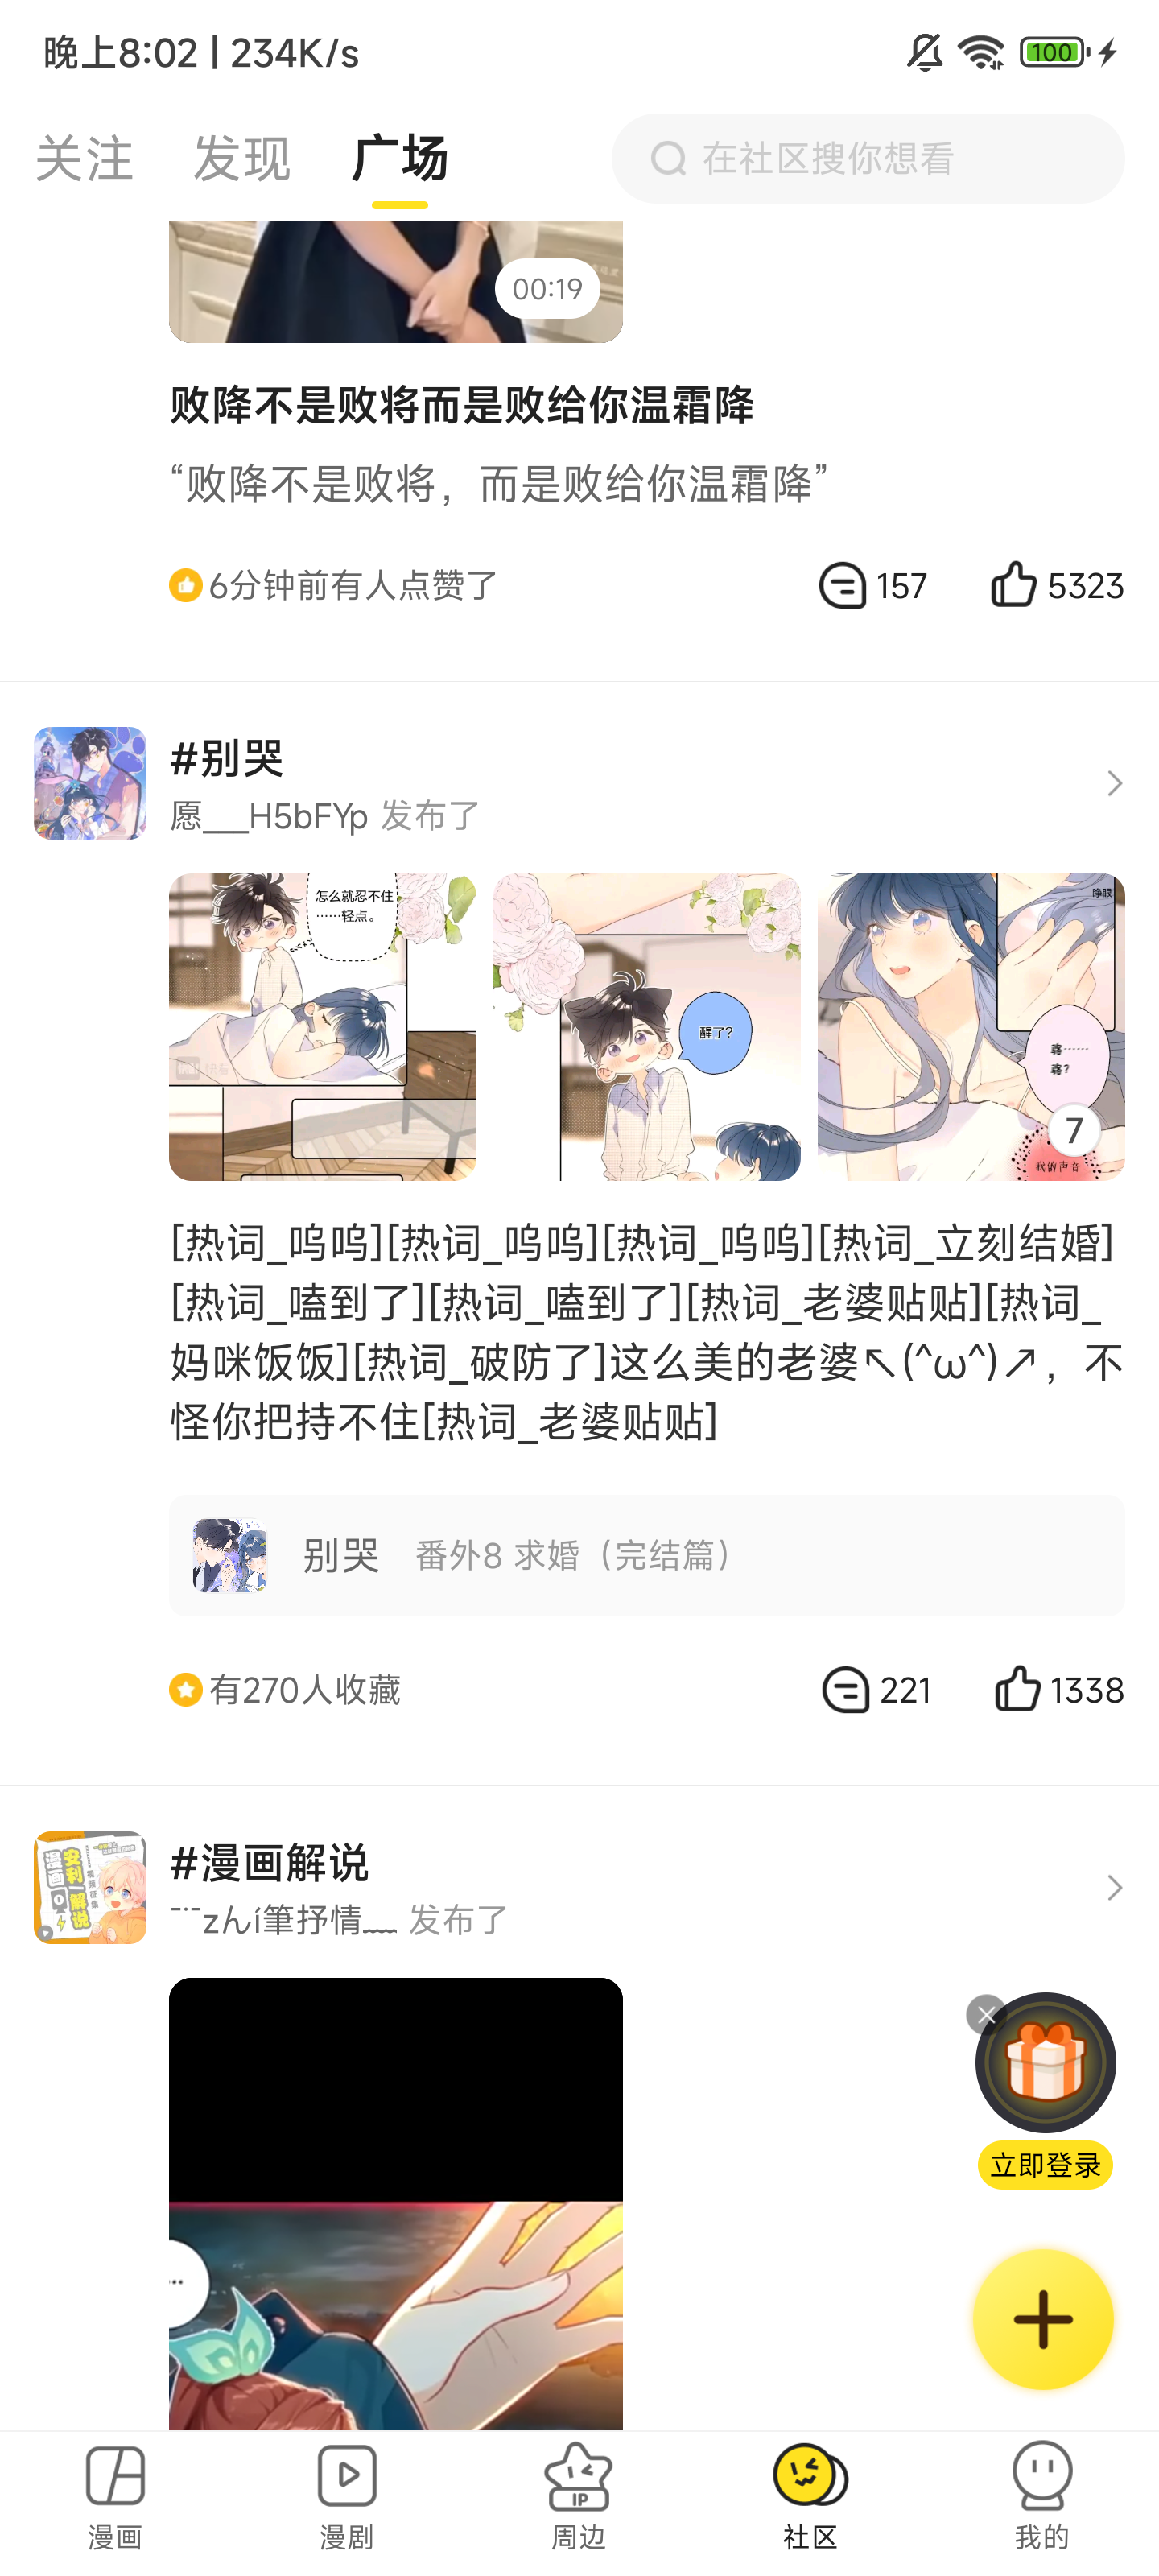 晚上8:02 | 234K/s
100
关注 发现 广场 在社区搜你想看
00:19
败降不是败将而是败给你温霜降
“败降不是败将，而是败给你温霜降”
6分钟前有人点赞了 157 5323
#别哭
愿___H5bFYp 发布了
怎么就忍不住
……轻点。
醒了?
睁眼
蒋……
蒋?
7
我的声音
[热词_呜呜][热词_呜呜][热词_呜呜][热词_立刻结婚]
[热词_嗑到了][热词_嗑到了][热词_老婆贴贴][热词_
妈咪饭饭][热词_破防了]这么美的老婆↖(^ω^)↗，不
怪你把持不住[热词_老婆贴贴]
别哭 番外8 求婚（完结篇）
有270人收藏 221 1338
#漫画解说
漫画
安利解说
zんí筆抒情﹏ 发布了
立即登录
IP
漫画 漫剧 周边 社区 我的